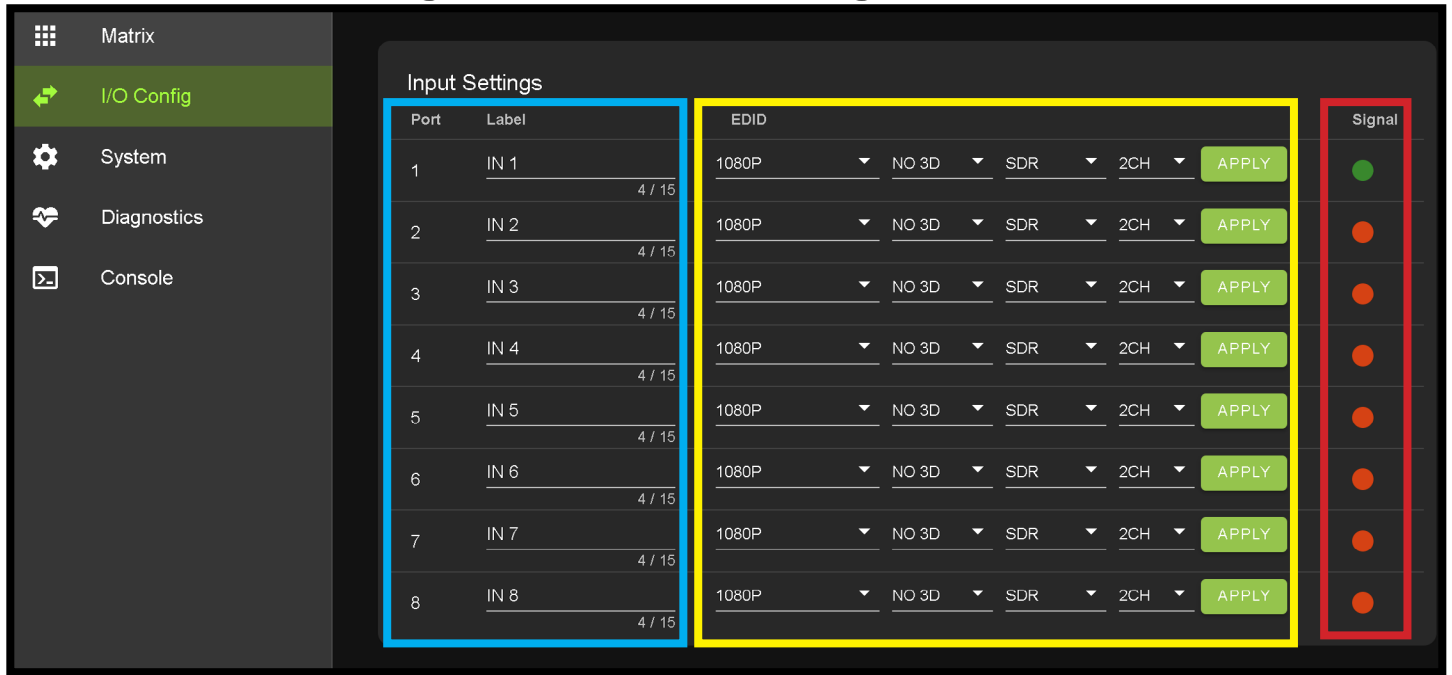 Matrix
I/O Config
System
Diagnostics
Console
Input Settings
Port Label EDID Signal
1 IN 1 1080P NO 3D SDR 2CH APPLY
4 / 15
2 IN 2 1080P NO 3D SDR 2CH APPLY
4 / 15
3 IN 3 1080P NO 3D SDR 2CH APPLY
4 / 15
4 IN 4 1080P NO 3D SDR 2CH APPLY
4 / 15
5 IN 5 1080P NO 3D SDR 2CH APPLY
4 / 15
6 IN 6 1080P NO 3D SDR 2CH APPLY
4 / 15
7 IN 7 1080P NO 3D SDR 2CH APPLY
4 / 15
8 IN 8 1080P NO 3D SDR 2CH APPLY
4 / 15